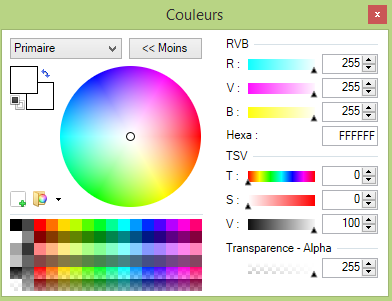 Couleurs
x
Primaire
<< Moins
RVB
R : 255
V : 255
B : 255
Hexa : FFFFFF
TSV
T : 0
S : 0
V : 100
Transparence - Alpha
255